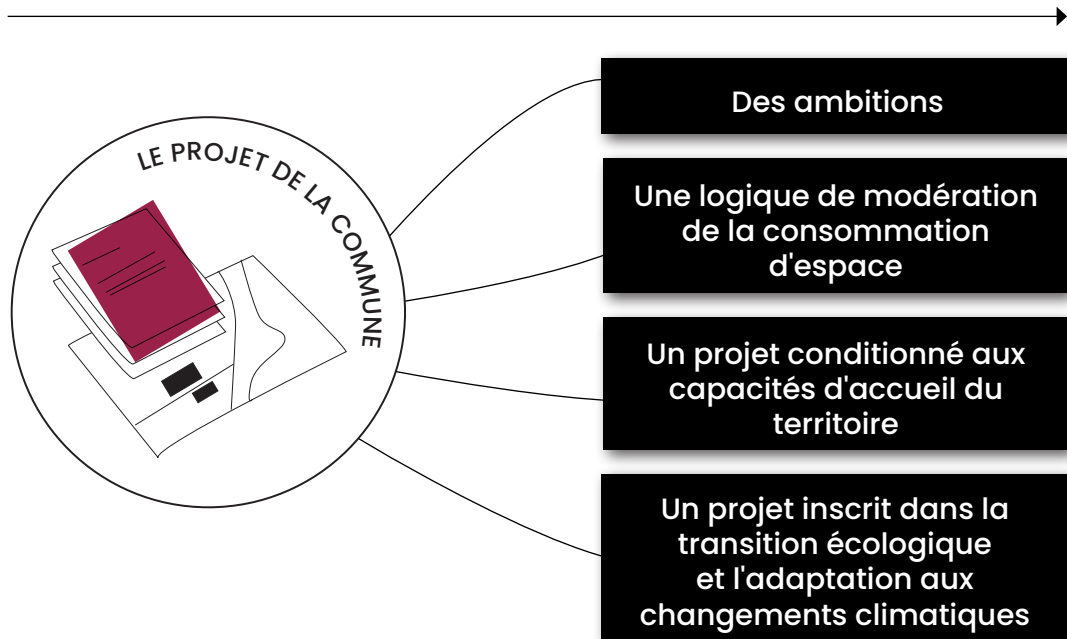 LE PROJET DE LA COMMUNE
Des ambitions
Une logique de modération
de la consommation
d'espace
Un projet conditionné aux
capacités d'accueil du
territoire
Un projet inscrit dans la
transition écologique
et l'adaptation aux
changements climatiques